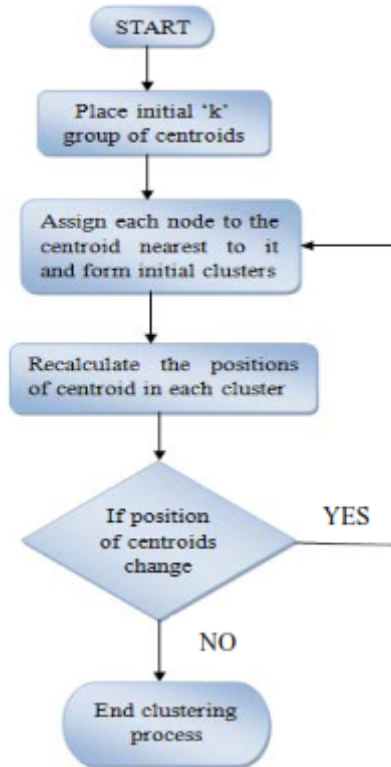 START
Place initial ‘k’
group of centroids
Assign each node to the
centroid nearest to it
and form initial clusters
Recalculate the positions
of centroid in each cluster
If position
of centroids
change
YES
NO
End clustering
process